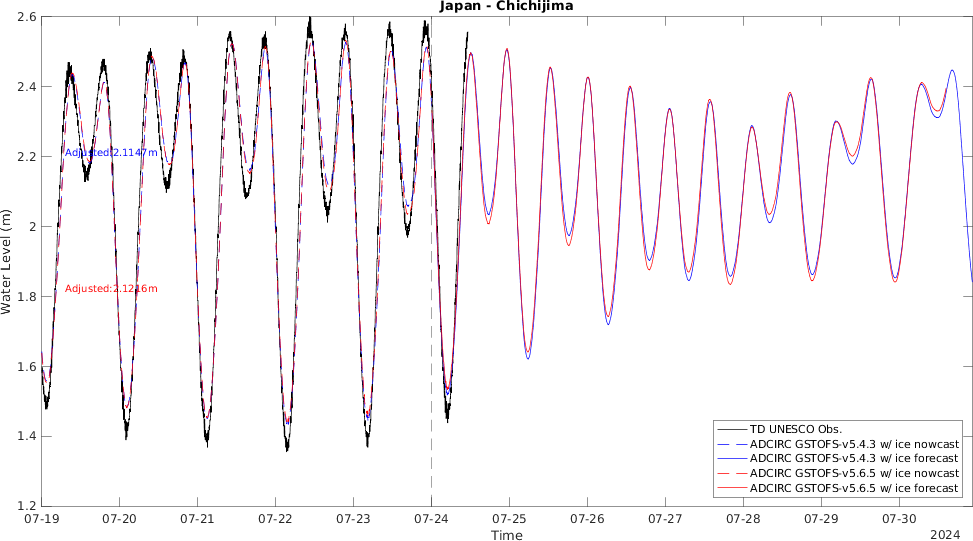 Japan - Chichijima
2.6
2.4
2.2
2
1.8
1.6
1.4
1.2
Water Level (m)
Adjusted:2.1147m
Adjusted:2.1216m
TD UNESCO Obs.
ADCIRC GSTOFS-v5.4.3 w/ ice nowcast
ADCIRC GSTOFS-v5.4.3 w/ ice forecast
ADCIRC GSTOFS-v5.6.5 w/ ice nowcast
ADCIRC GSTOFS-v5.6.5 w/ ice forecast
07-19 07-20 07-21 07-22 07-23 07-24 07-25 07-26 07-27 07-28 07-29 07-30
Time
2024